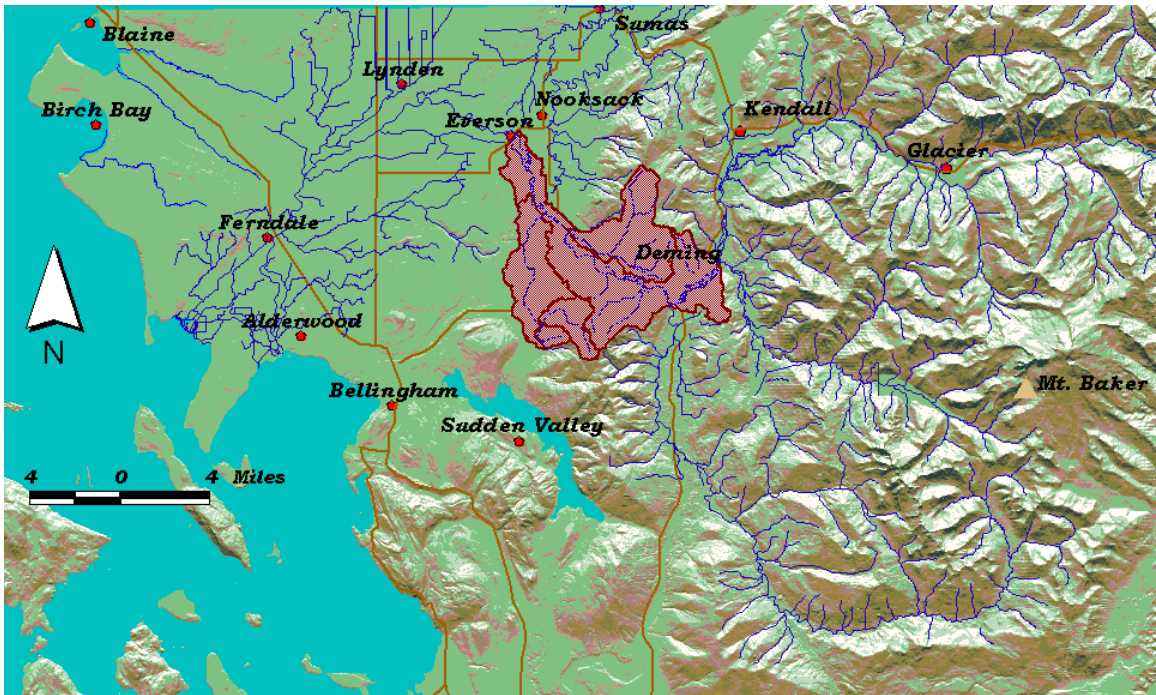 Blaine
Sumas
Lynden
Birch Bay
Nooksack
Everson
Kendall
Glacier
Ferndale
Deming
N
Alderwood
Bellingham
Mt. Baker
Sudden Valley
4 0 4 Miles